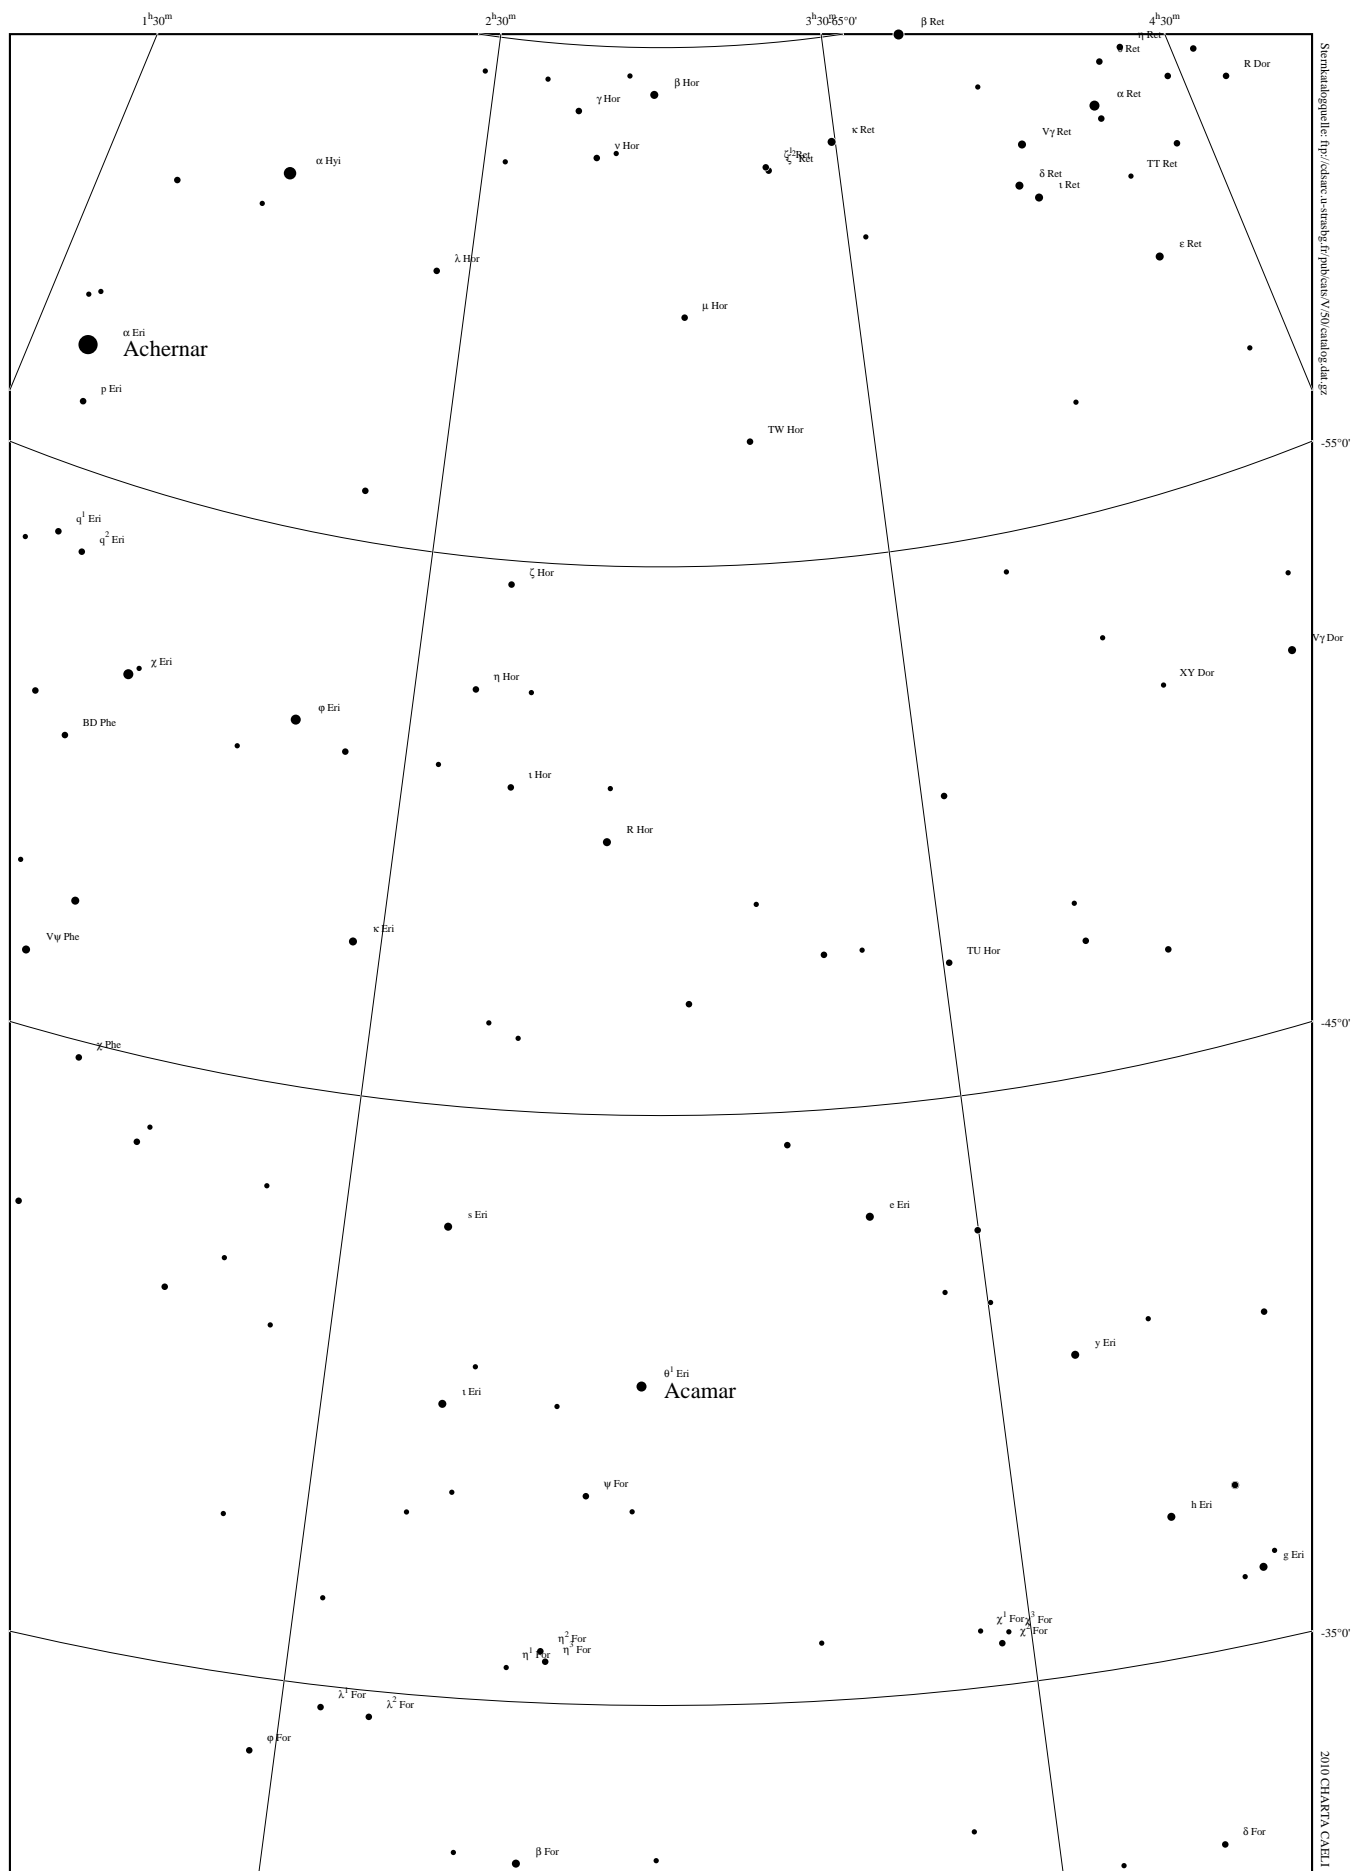 1h30m
2h30m
3h30m
-65°0'
β Ret
4h30m
η Ret
Ret
R Dor
β Hor
α Ret
γ Hor
κ Ret
Vγ Ret
ν Hor
ζ1 Ret
ζ2 Ret
α Hyi
TT Ret
δ Ret
ι Ret
ε Ret
λ Hor
μ Hor
α Eri
Achernar
p Eri
TW Hor
-55°0'
q1 Eri
q2 Eri
ζ Hor
Vγ Dor
χ Eri
XY Dor
η Hor
φ Eri
BD Phe
ι Hor
R Hor
κ Eri
Vψ Phe
TU Hor
-45°0'
χ Phe
e Eri
s Eri
y Eri
θ1 Eri
Acamar
ι Eri
ψ For
h Eri
g Eri
χ1 For
χ3 For
χ2 For
-35°0'
η2 For
η3 For
η1 For
λ1 For
λ2 For
φ For
δ For
β For
Sternkatalogquelle: ftp://cdsarc.u-strasbg.fr/pub/cats/V/50/catalog.dat.gz
2010 CHARTA CAELI